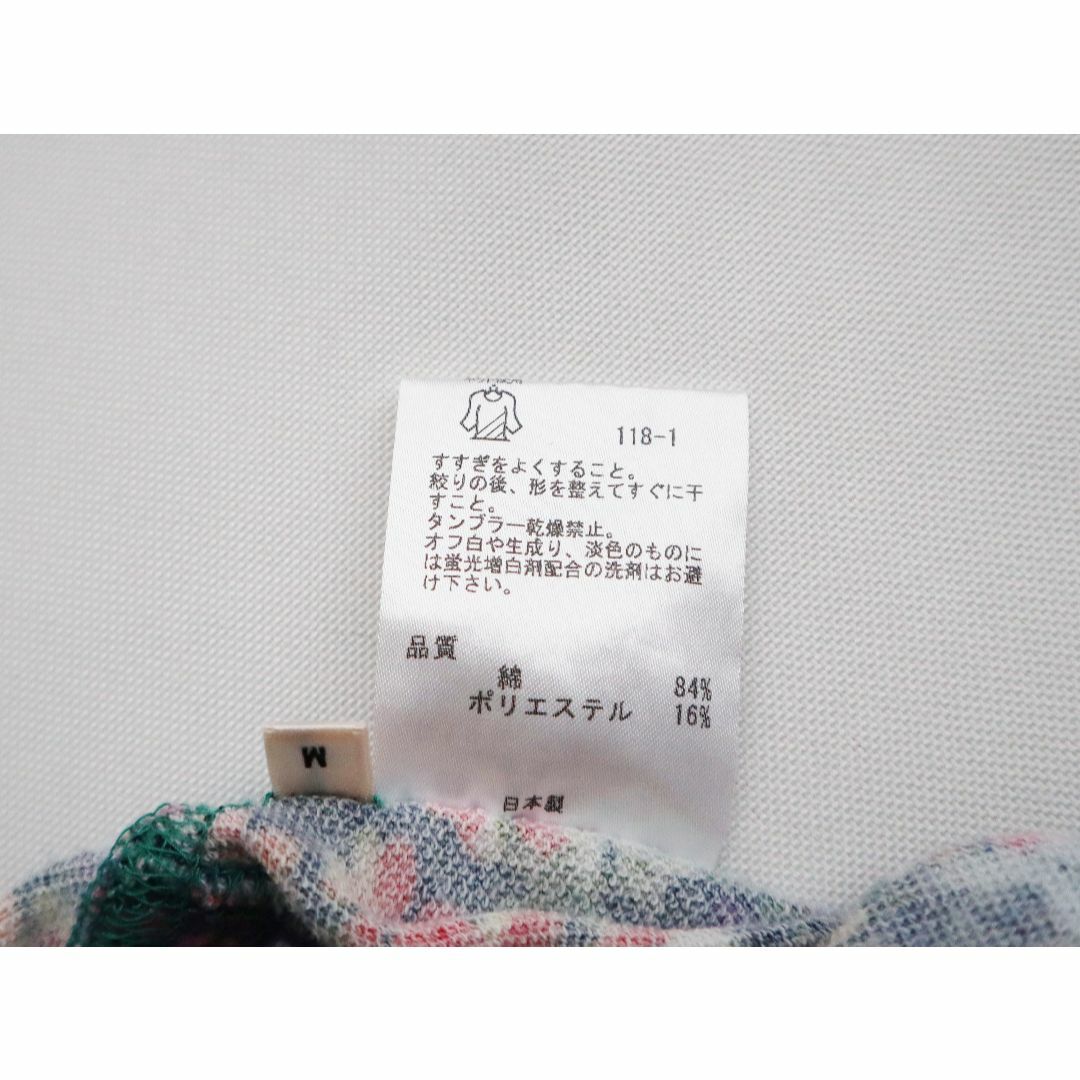 118-1
すすぎをよくすること。
絞りの後、形を整えてすぐに干
すこと。
タンブラー乾燥禁止。
オフ白や生成り、淡色のものに
は蛍光増白剤配合の洗剤はお避
け下さい。
品質
綿 84%
ポリエステル 16%
M
日本製